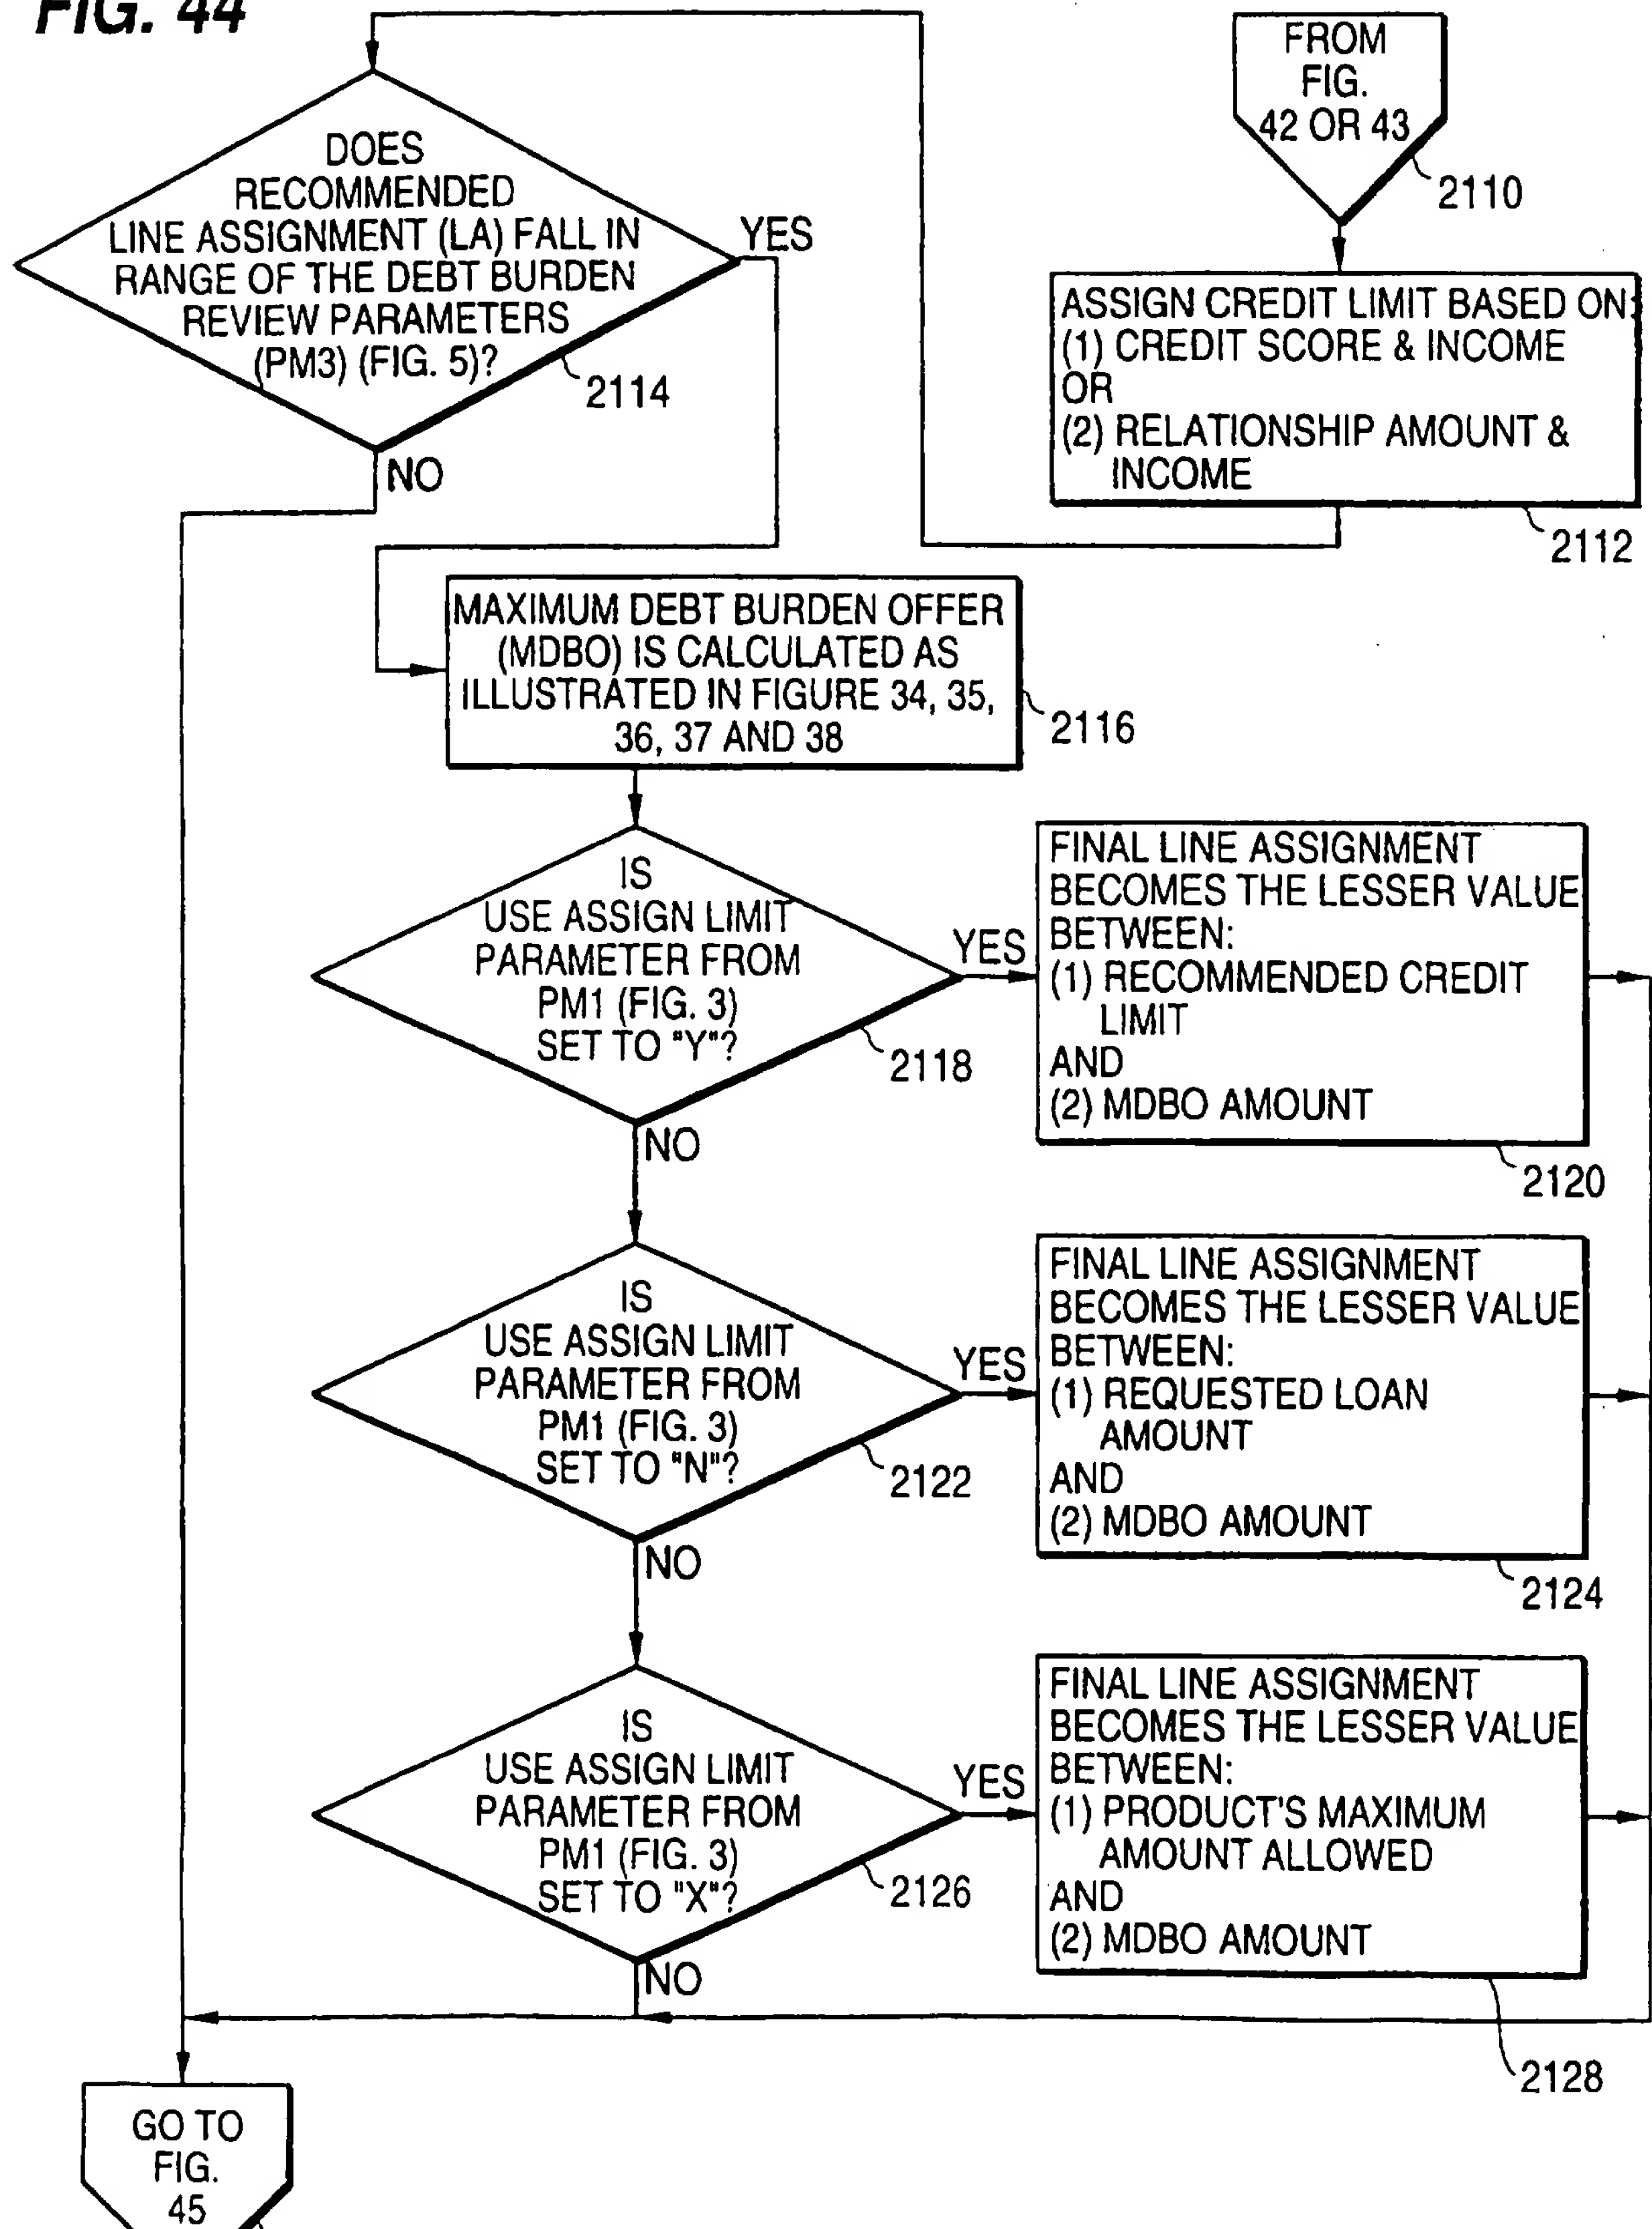 FIG. 44
FROM
FIG.
42 OR 43
2110
ASSIGN CREDIT LIMIT BASED ON:
(1) CREDIT SCORE & INCOME
OR
(2) RELATIONSHIP AMOUNT &
INCOME
2112
DOES
RECOMMENDED
LINE ASSIGNMENT (LA) FALL IN
RANGE OF THE DEBT BURDEN
REVIEW PARAMETERS
(PM3) (FIG. 5)?
2114
YES
NO
MAXIMUM DEBT BURDEN OFFER
(MDBO) IS CALCULATED AS
ILLUSTRATED IN FIGURE 34, 35,
36, 37 AND 38
2116
IS
USE ASSIGN LIMIT
PARAMETER FROM
PM1 (FIG. 3)
SET TO "Y"?
2118
YES
NO
FINAL LINE ASSIGNMENT
BECOMES THE LESSER VALUE
BETWEEN:
(1) RECOMMENDED CREDIT
LIMIT
AND
(2) MDBO AMOUNT
2120
IS
USE ASSIGN LIMIT
PARAMETER FROM
PM1 (FIG. 3)
SET TO "N"?
2122
YES
NO
FINAL LINE ASSIGNMENT
BECOMES THE LESSER VALUE
BETWEEN:
(1) REQUESTED LOAN
AMOUNT
AND
(2) MDBO AMOUNT
2124
IS
USE ASSIGN LIMIT
PARAMETER FROM
PM1 (FIG. 3)
SET TO "X"?
2126
YES
NO
FINAL LINE ASSIGNMENT
BECOMES THE LESSER VALUE
BETWEEN:
(1) PRODUCT'S MAXIMUM
AMOUNT ALLOWED
AND
(2) MDBO AMOUNT
2128
GO TO
FIG.
45